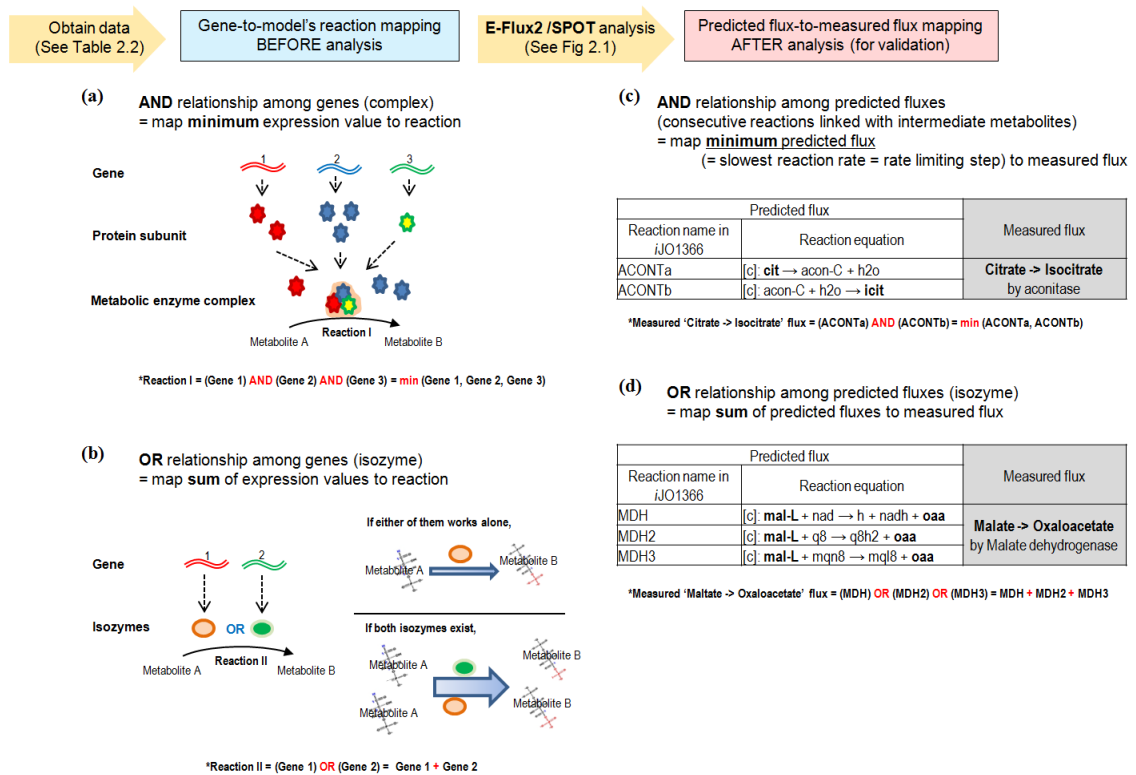 Obtain data
(See Table 2.2)
Gene-to-model's reaction mapping
BEFORE analysis
E-Flux2 /SPOT analysis
(See Fig 2.1)
Predicted flux-to-measured flux mapping
AFTER analysis (for validation)
(a)
AND relationship among genes (complex)
= map minimum expression value to reaction
1
2
3
Gene
Protein subunit
Metabolic enzyme complex
Reaction I
Metabolite A
Metabolite B
*Reaction I = (Gene 1) AND (Gene 2) AND (Gene 3) = min (Gene 1, Gene 2, Gene 3)
(b)
OR relationship among genes (isozyme)
= map sum of expression values to reaction
If either of them works alone,
1
2
Gene
Metabolite A
Metabolite B
Isozymes
OR
Reaction II
Metabolite A
Metabolite B
If both isozymes exist,
Metabolite A
Metabolite B
Metabolite A
Metabolite B
*Reaction II = (Gene 1) OR (Gene 2) = Gene 1 + Gene 2
(c)
AND relationship among predicted fluxes
(consecutive reactions linked with intermediate metabolites)
= map minimum predicted flux
(= slowest reaction rate = rate limiting step) to measured flux
Predicted flux
Measured flux
Reaction name in
iJO1366
Reaction equation
ACONTa
[c]: cit → acon-C + h2o
ACONTb
[c]: acon-C + h2o → icit
Citrate -> Isocitrate
by aconitase
*Measured 'Citrate -> Isocitrate' flux = (ACONTa) AND (ACONTb) = min (ACONTa, ACONTb)
(d)
OR relationship among predicted fluxes (isozyme)
= map sum of predicted fluxes to measured flux
Predicted flux
Measured flux
Reaction name in
iJO1366
Reaction equation
MDH
[c]: mal-L + nad → h + nadh + oaa
MDH2
[c]: mal-L + q8 → q8h2 + oaa
MDH3
[c]: mal-L + mqn8 → mql8 + oaa
Malate -> Oxaloacetate
by Malate dehydrogenase
*Measured 'Maltate -> Oxaloacetate' flux = (MDH) OR (MDH2) OR (MDH3) = MDH + MDH2 + MDH3